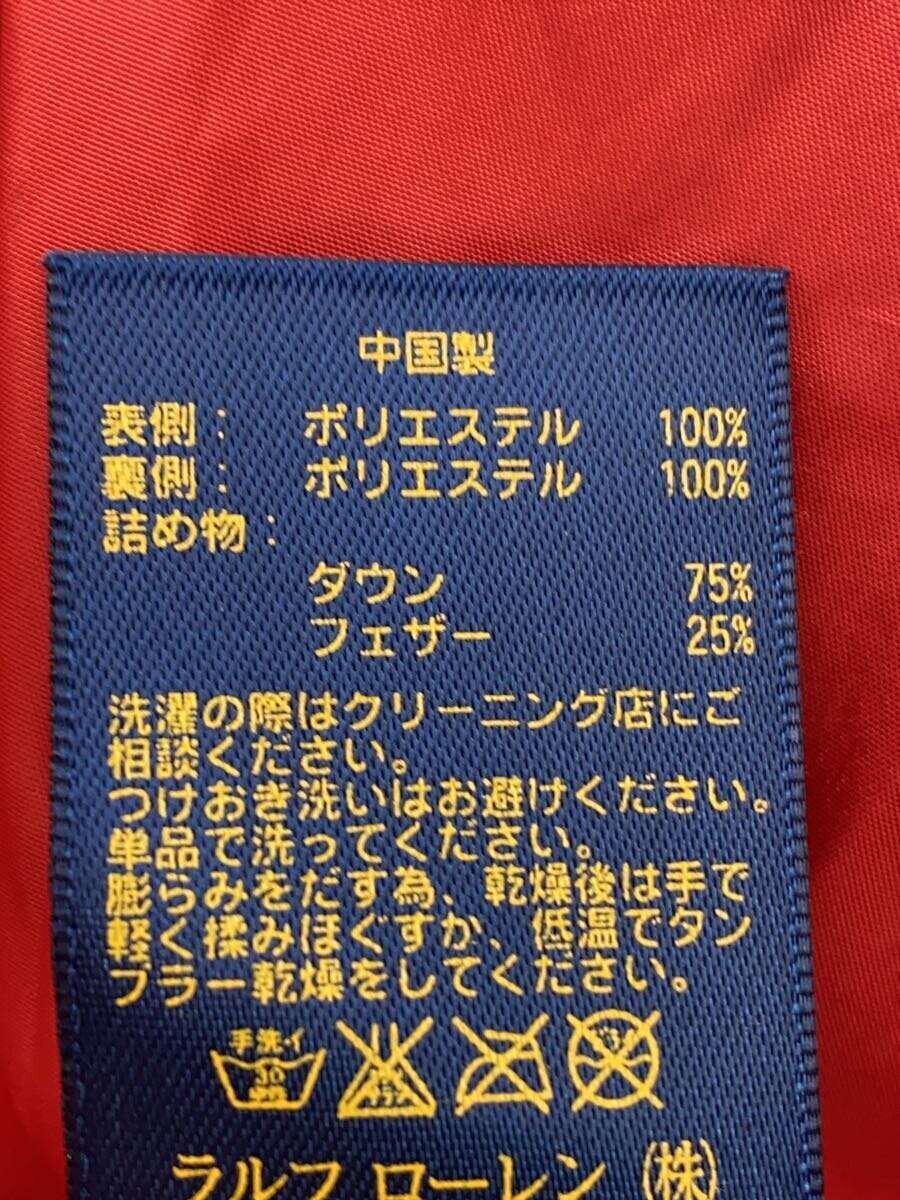 中国製
表側： ポリエステル 100%
裏側： ポリエステル 100%
詰め物：
ダウン 75%
フェザー 25%
洗濯の際はクリーニング店にご
相談ください。
つけおき洗いはお避けください。
単品で洗ってください。
膨らみをだす為、乾燥後は手で
軽く揉みほぐすか、低温でタン
ブラー乾燥をしてください。
手洗イ
30
ラルフ ローレン (株)